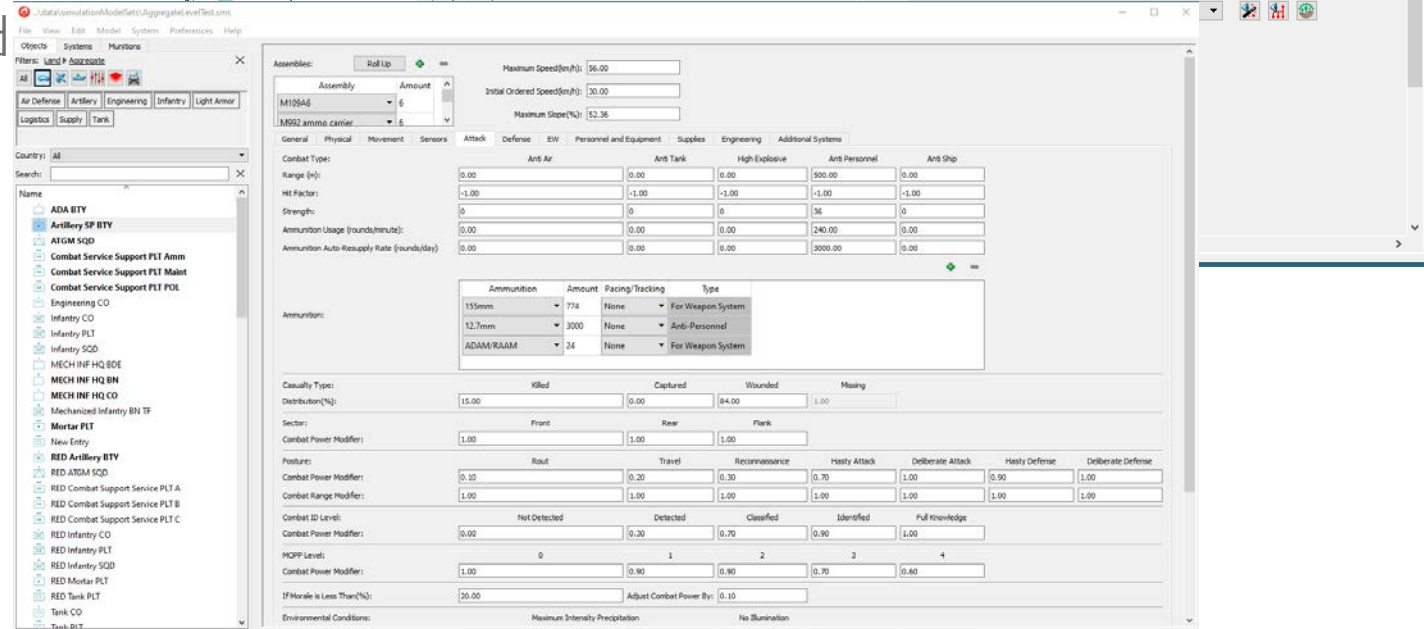 ..\data\simulationModelSets\AggregateLevelTest.sms
File View Edit Model System Preferences Help
Objects Systems Munitions
Filters: Land Aggregate
All
Air Defense Artillery Engineering Infantry Light Armor
Logistics Supply Tank
Country: All
Search:
Name
ADA BTY
Artillery SP BTY
ATGM SQD
Combat Service Support PLT Amm
Combat Service Support PLT Maint
Combat Service Support PLT POL
Engineering CO
Infantry CO
Infantry PLT
Infantry SQD
MECH INF HQ BDE
MECH INF HQ BN
MECH INF HQ CO
Mechanized Infantry BN TF
Mortar PLT
New Entry
RED Artillery BTY
RED ATGM SQD
RED Combat Support Service PLT A
RED Combat Support Service PLT B
RED Combat Support Service PLT C
RED Infantry CO
RED Infantry PLT
RED Infantry SQD
RED Mortar PLT
RED Tank PLT
Tank CO
Tank PLT
Assemblies: Roll Up
Assembly Amount
M109A6 6
M992 ammo carrier 6
Maximum Speed(km/h): 56.00
Initial Ordered Speed(km/h): 30.00
Maximum Slope(%): 52.36
General Physical Movement Sensors Attack Defense EW Personnel and Equipment Supplies Engineering Additional Systems
Combat Type: Anti Air Anti Tank High Explosive Anti Personnel Anti Ship
Range (m): 0.00 0.00 0.00 500.00 0.00
Hit Factor: -1.00 -1.00 -1.00 -1.00 -1.00
Strength: 0 0 0 36 0
Ammunition Usage (rounds/minute): 0.00 0.00 0.00 240.00 0.00
Ammunition Auto-Resupply Rate (rounds/day) 0.00 0.00 0.00 3000.00 0.00
Ammunition:
Ammunition Amount Pacing/Tracking Type
155mm 774 None For Weapon System
12.7mm 3000 None Anti-Personnel
ADAM/RAAM 24 None For Weapon System
Casualty Type: Killed Captured Wounded Missing
Distribution(%): 15.00 0.00 84.00 1.00
Sector: Front Rear Flank
Combat Power Modifier: 1.00 1.00 1.00
Posture: Rout Travel Reconnaissance Hasty Attack Deliberate Attack Hasty Defense Deliberate Defense
Combat Power Modifier: 0.10 0.20 0.30 0.70 1.00 0.90 1.00
Combat Range Modifier: 1.00 1.00 1.00 1.00 1.00 1.00 1.00
Combat ID Level: Not Detected Detected Classified Identified Full Knowledge
Combat Power Modifier: 0.00 0.30 0.70 0.90 1.00
MOPP Level: 0 1 2 3 4
Combat Power Modifier: 1.00 0.90 0.90 0.70 0.60
If Morale is Less Than(%): 20.00 Adjust Combat Power By: 0.10
Environmental Conditions: Maximum Intensity Precipitation No Illumination